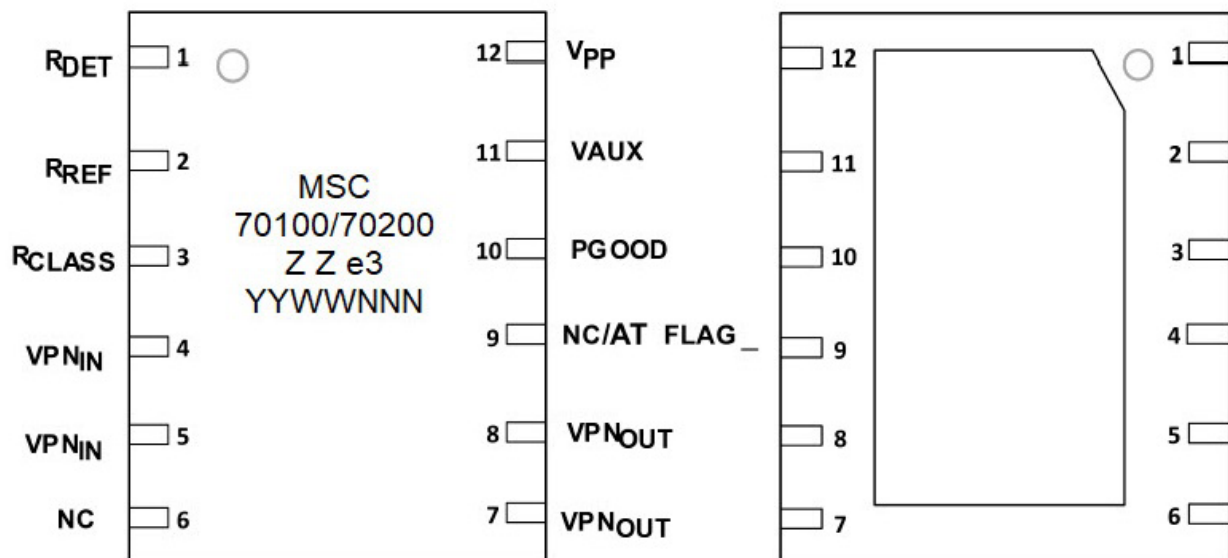 RDET 1 12 VPP 12 1
RREF 2 11 VAUX 11 2
MSC
70100/70200
RCLASS 3 10 PGOOD 10 3
Z Z e3
YYWWNNN
VPNIN 4 9 NC/AT FLAG_ 9 4
VPNIN 5 8 VPNOUT 8 5
NC 6 7 VPNOUT 7 6